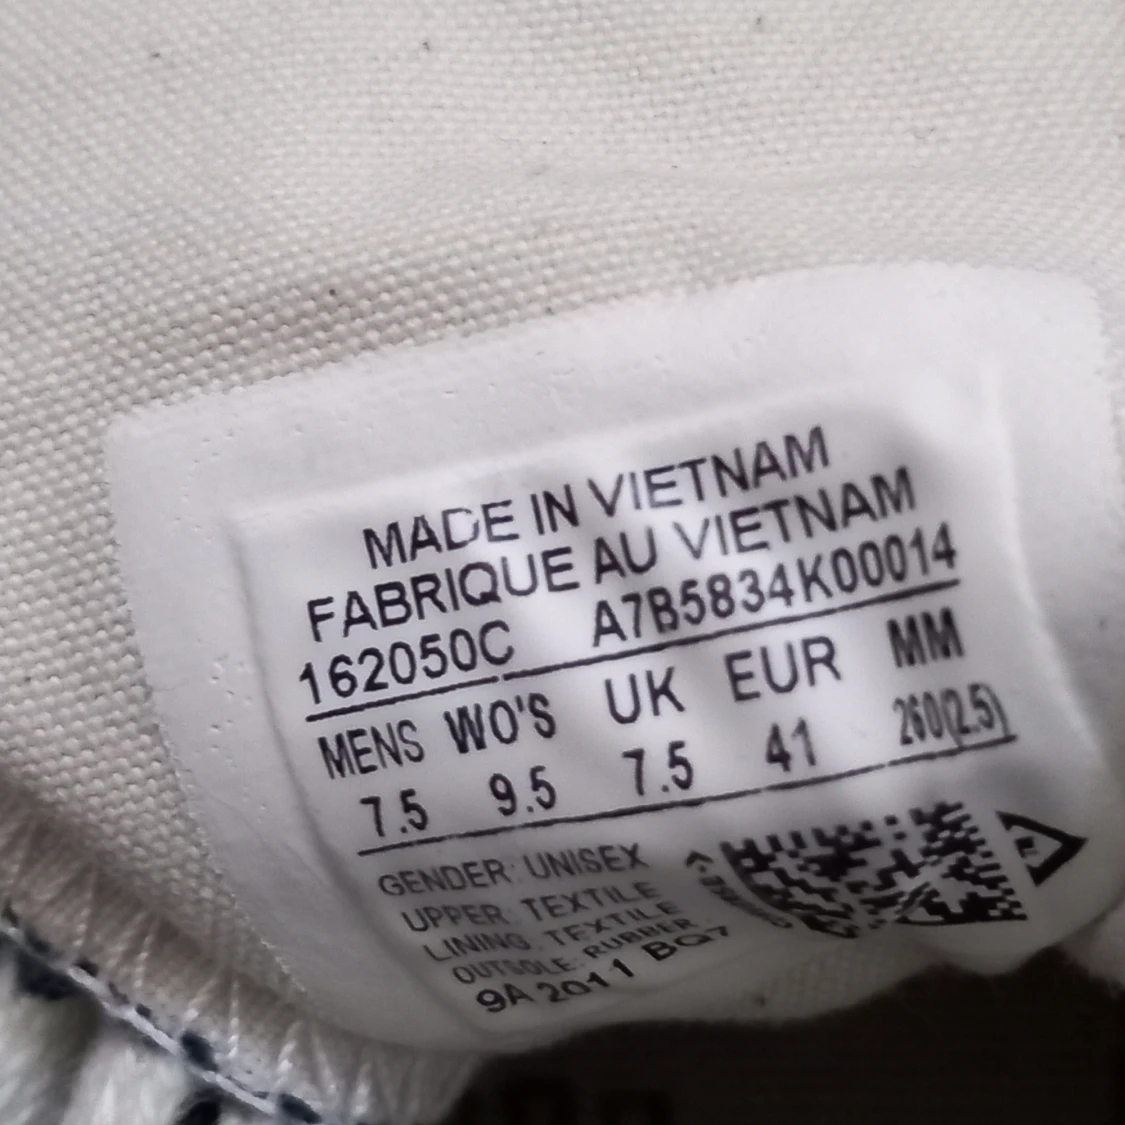 MADE IN VIETNAM
FABRIQUE AU VIETNAM
162050C A7B5834K00014
MENS WO'S UK EUR MM
7.5 9.5 7.5 41 260(2.5)
GENDER: UNISEX
UPPER: TEXTILE
LINING: TEXTILE
OUTSOLE: RUBBER
9A 2011 BQ7